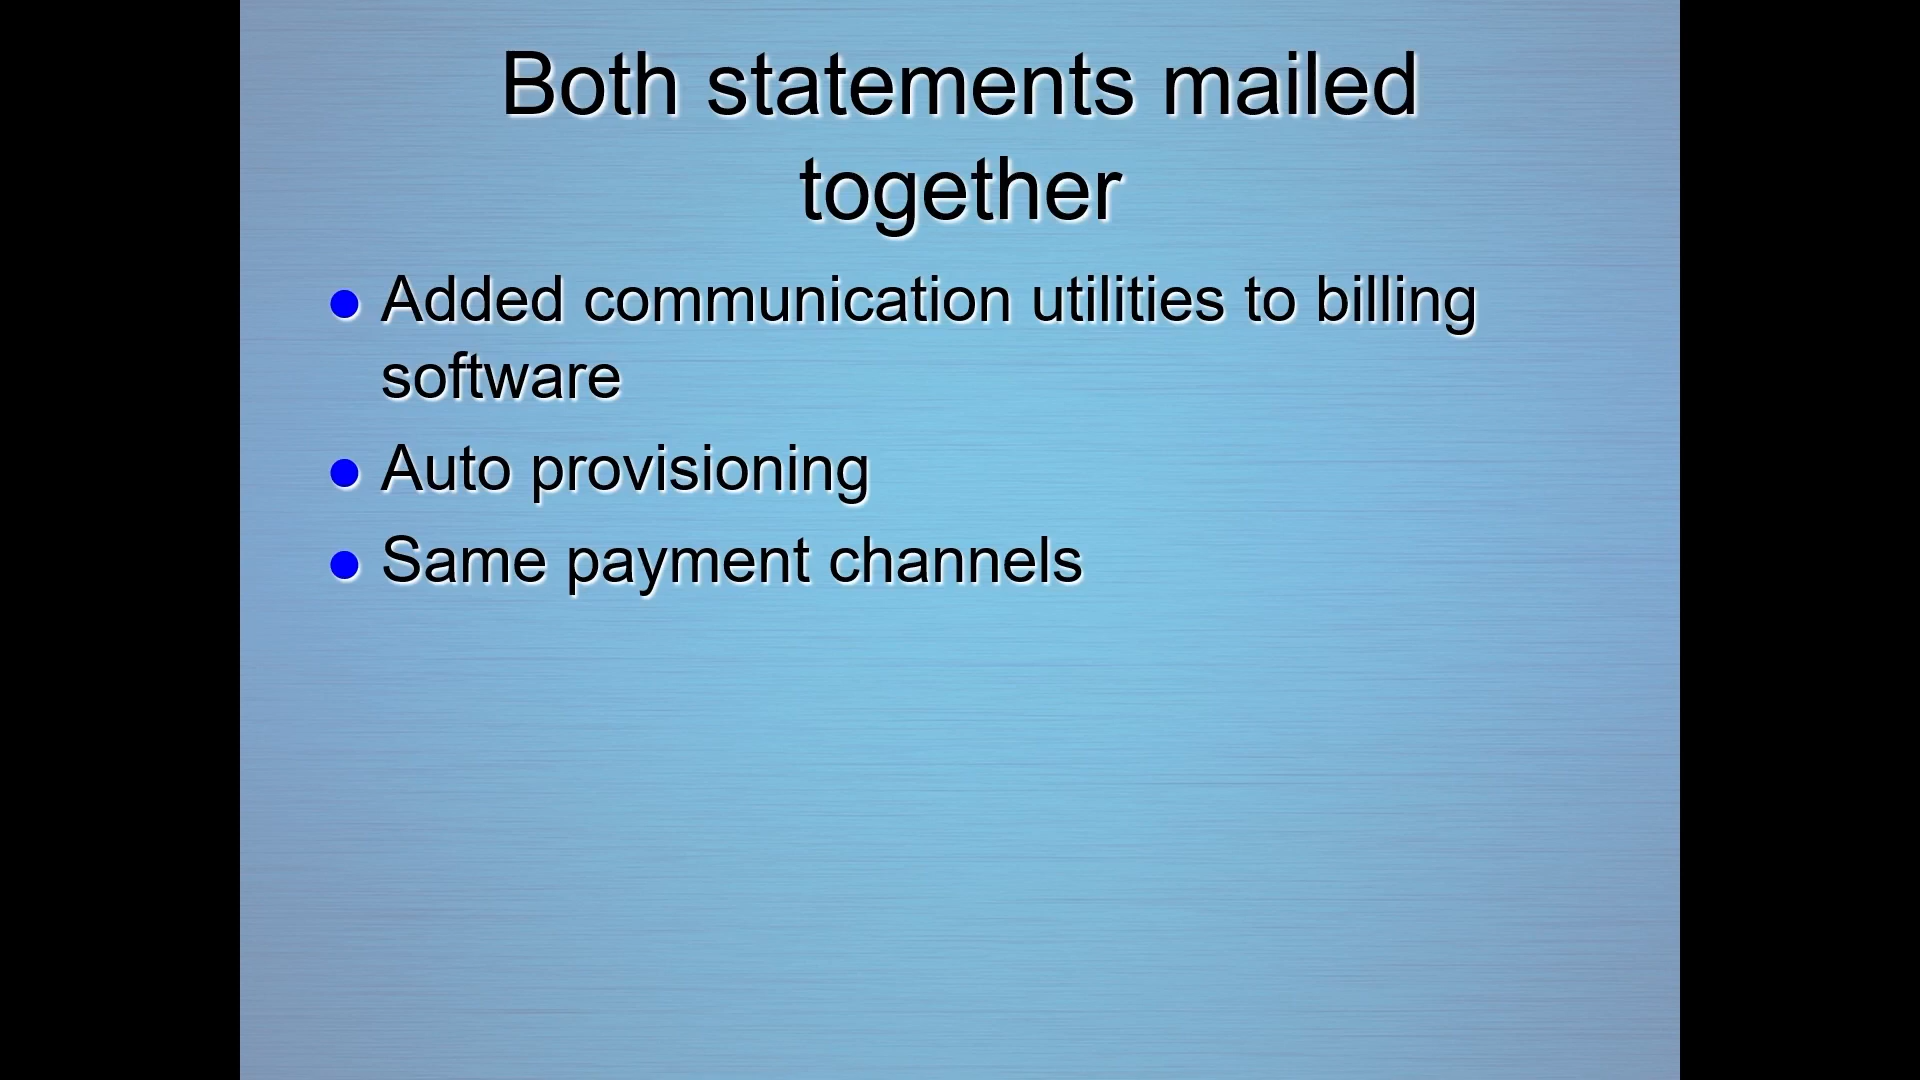 Both statements mailed
together
Added communication utilities to billing
software
Auto provisioning
Same payment channels